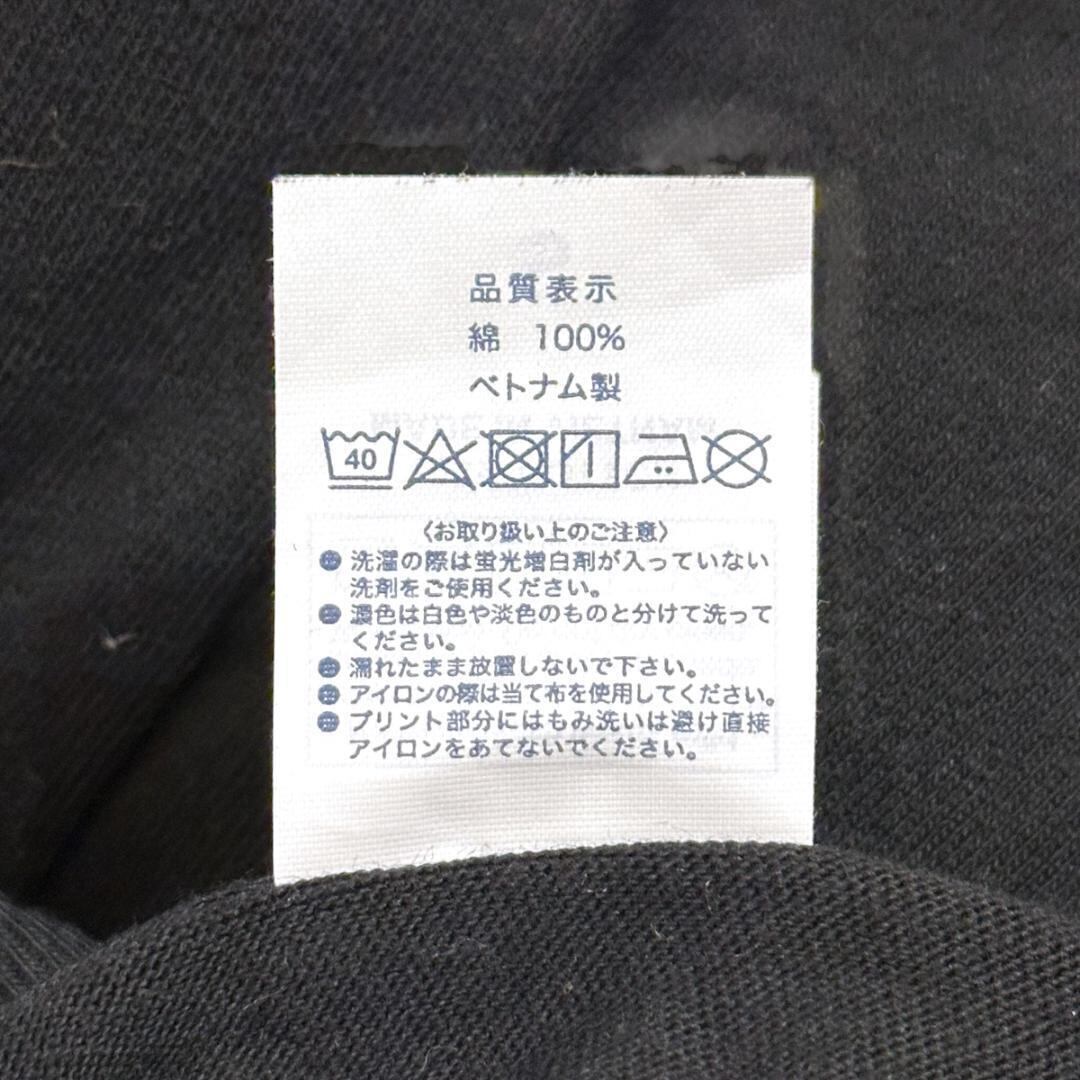 品質表示
綿 100%
ベトナム製
40
〈お取り扱い上のご注意〉
● 洗濯の際は蛍光増白剤が入っていない
洗剤をご使用ください。
● 濃色は白色や淡色のものと分けて洗って
ください。
● 濡れたまま放置しないで下さい。
● アイロンの際は当て布を使用してください。
● プリント部分にはもみ洗いは避け直接
アイロンをあてないでください。